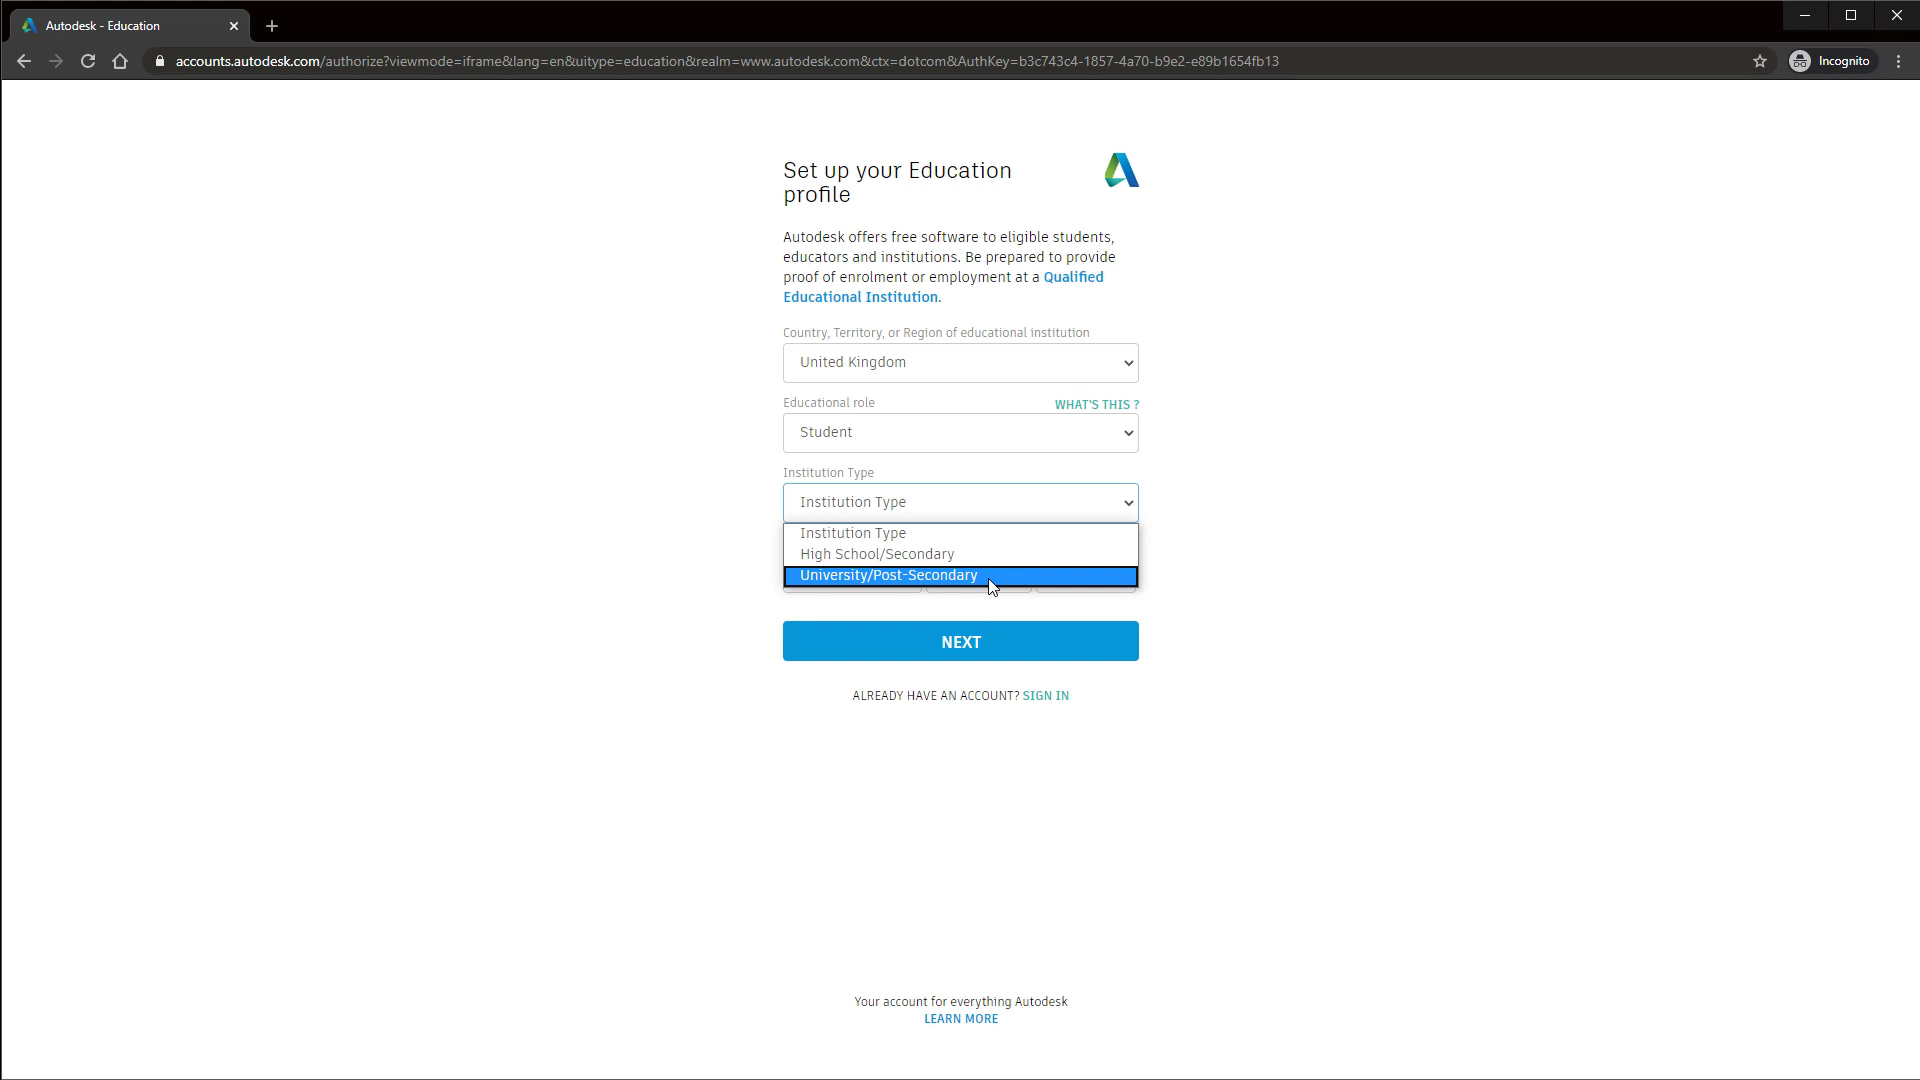 Autodesk - Education
accounts.autodesk.com/authorize?viewmode=iframe&lang=en&uitype=education&realm=www.autodesk.com&ctx=dotcom&AuthKey=b3c743c4-1857-4a70-b9e2-e89b1654fb13
Incognito
Set up your Education
profile
Autodesk offers free software to eligible students,
educators and institutions. Be prepared to provide
proof of enrolment or employment at a Qualified
Educational Institution.
Country, Territory, or Region of educational institution
United Kingdom
Educational role
WHAT'S THIS ?
Student
Institution Type
Institution Type
Institution Type
High School/Secondary
University/Post-Secondary
NEXT
ALREADY HAVE AN ACCOUNT? SIGN IN
Your account for everything Autodesk
LEARN MORE